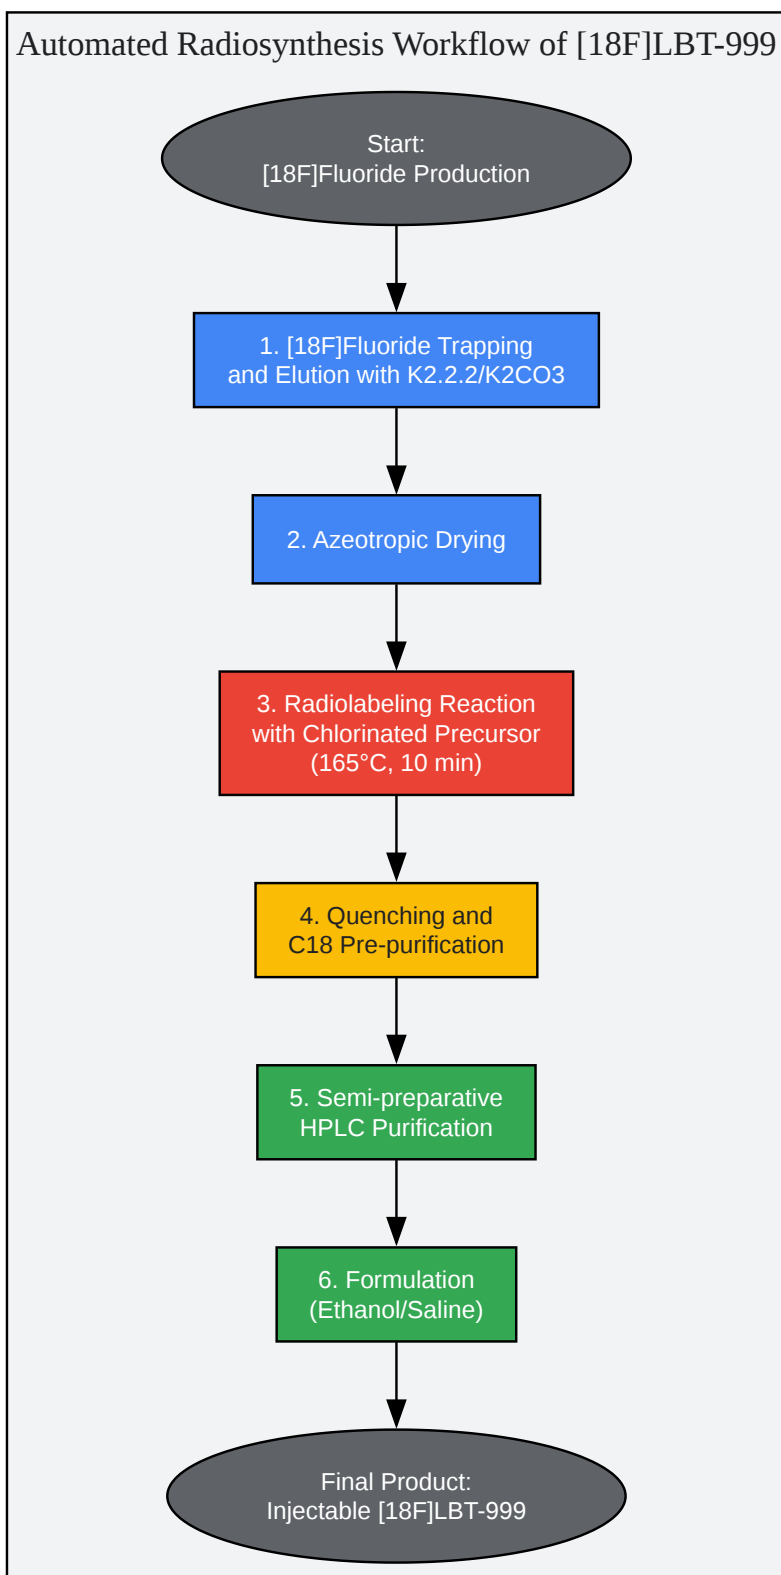 Automated Radiosynthesis Workflow of [18F]LBT-999
Start:
[18F]Fluoride Production
1. [18F]Fluoride Trapping
and Elution with K2.2.2/K2CO3
2. Azeotropic Drying
3. Radiolabeling Reaction
with Chlorinated Precursor
(165°C, 10 min)
4. Quenching and
C18 Pre-purification
5. Semi-preparative
HPLC Purification
6. Formulation
(Ethanol/Saline)
Final Product:
Injectable [18F]LBT-999